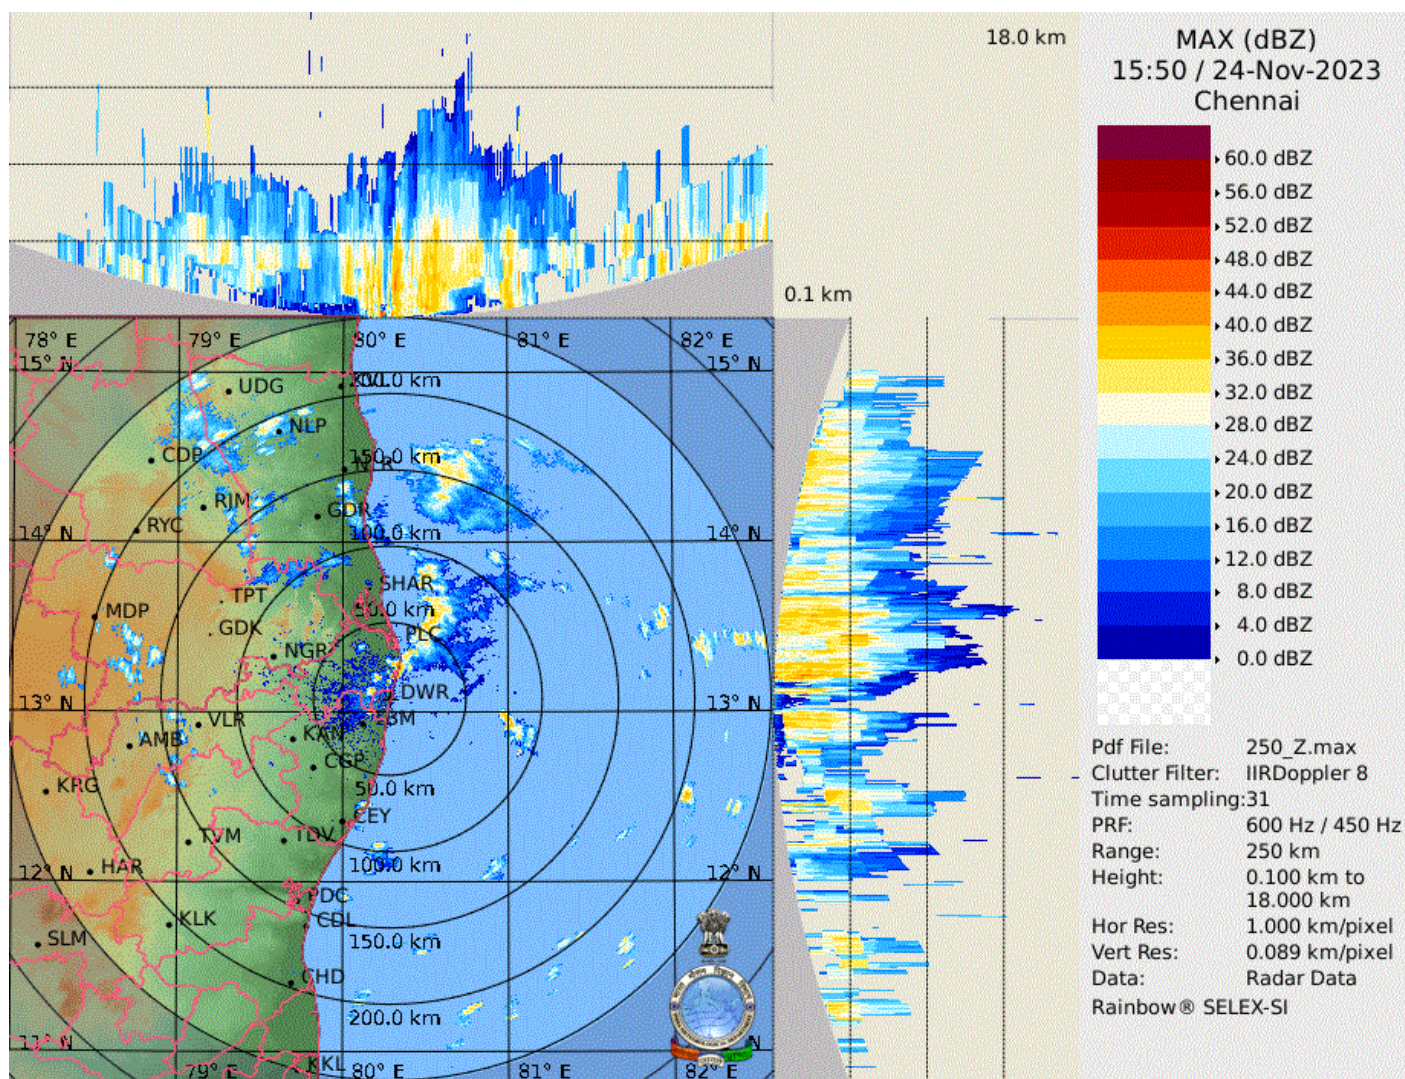 18.0 km
0.1 km
MAX (dBZ)
15:50 / 24-Nov-2023
Chennai
60.0 dBZ
56.0 dBZ
52.0 dBZ
48.0 dBZ
44.0 dBZ
40.0 dBZ
36.0 dBZ
32.0 dBZ
28.0 dBZ
24.0 dBZ
20.0 dBZ
16.0 dBZ
12.0 dBZ
8.0 dBZ
4.0 dBZ
0.0 dBZ
Pdf File: 250_Z.max
Clutter Filter: IIRDoppler 8
Time sampling:31
PRF: 600 Hz / 450 Hz
Range: 250 km
Height: 0.100 km to
18.000 km
Hor Res: 1.000 km/pixel
Vert Res: 0.089 km/pixel
Data: Radar Data
Rainbow® SELEX-SI
78° E 79° E 80° E 81° E 82° E
15° N 15° N
UDG
NLP
CDP 150.0 km
RJM
GDR
RYC
14° N 100.0 km 14° N
SHAR
TPT
MDP 50.0 km
GDK PLC
NGR
DWR
13° N 13° N
VLR
KAN
AMB
CGP
KRG 50.0 km
CEY
TVM TDV
HAR 100.0 km
12° N 12° N
PDC
KLK CDL
SLM 150.0 km
CHD
200.0 km
11° N
KKL
79° E 80° E 81° E 82° E